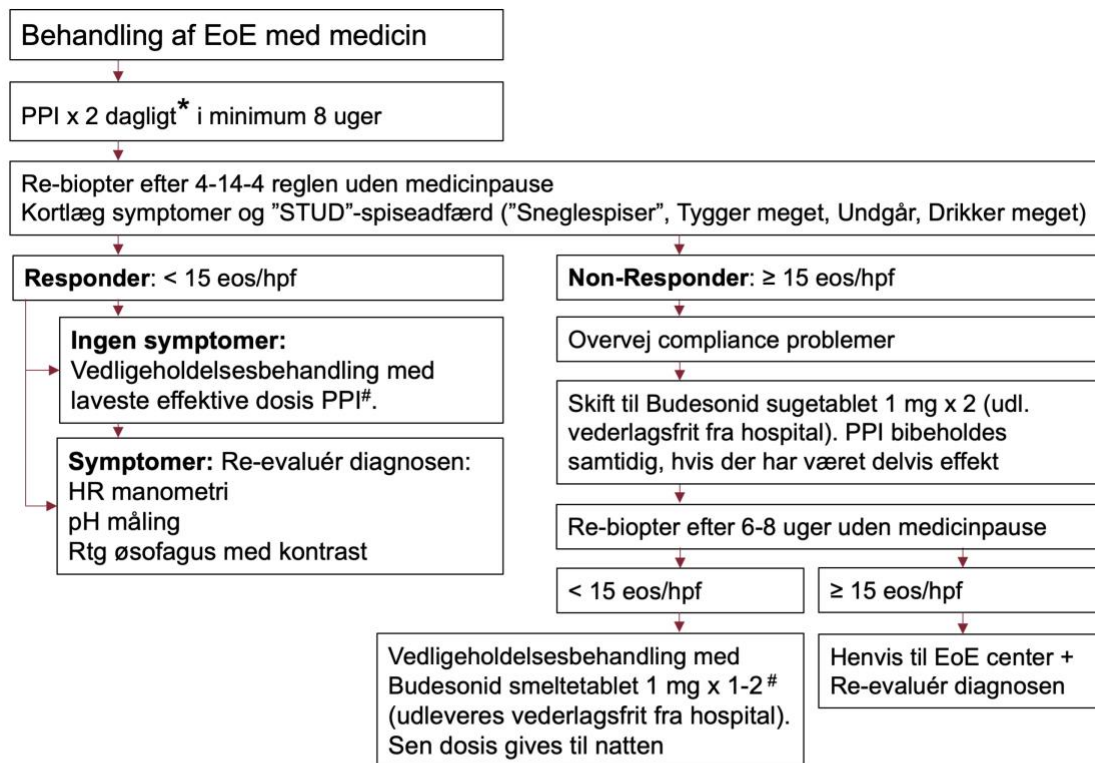 Behandling af EoE med medicin
PPI x 2 dagligt* i minimum 8 uger
Re-biopter efter 4-14-4 reglen uden medicinpause
Kortlæg symptomer og ”STUD”-spiseadfærd (”Sneglespiser”, Tygger meget, Undgår, Drikker meget)
Responder: < 15 eos/hpf
Ingen symptomer:
Vedligeholdelsesbehandling med
laveste effektive dosis PPI#.
Symptomer: Re-evaluér diagnosen:
HR manometri
pH måling
Rtg øsofagus med kontrast
Non-Responder: ≥ 15 eos/hpf
Overvej compliance problemer
Skift til Budesonid sugetablet 1 mg x 2 (udl.
vederlagsfrit fra hospital). PPI bibeholdes
samtidig, hvis der har været delvis effekt
Re-biopter efter 6-8 uger uden medicinpause
< 15 eos/hpf
Vedligeholdelsesbehandling med
Budesonid smeltetablet 1 mg x 1-2#
(udleveres vederlagsfrit fra hospital).
Sen dosis gives til natten
≥ 15 eos/hpf
Henvis til EoE center +
Re-evaluér diagnosen